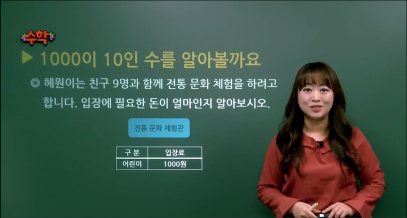 수학
▶ 1000이 10인 수를 알아볼까요
◎ 혜원이는 친구 9명과 함께 전통 문화 체험을 하려고
합니다. 입장에 필요한 돈이 얼마인지 알아보시오.
전통 문화 체험관
구 분 입장료
어린이 1000원